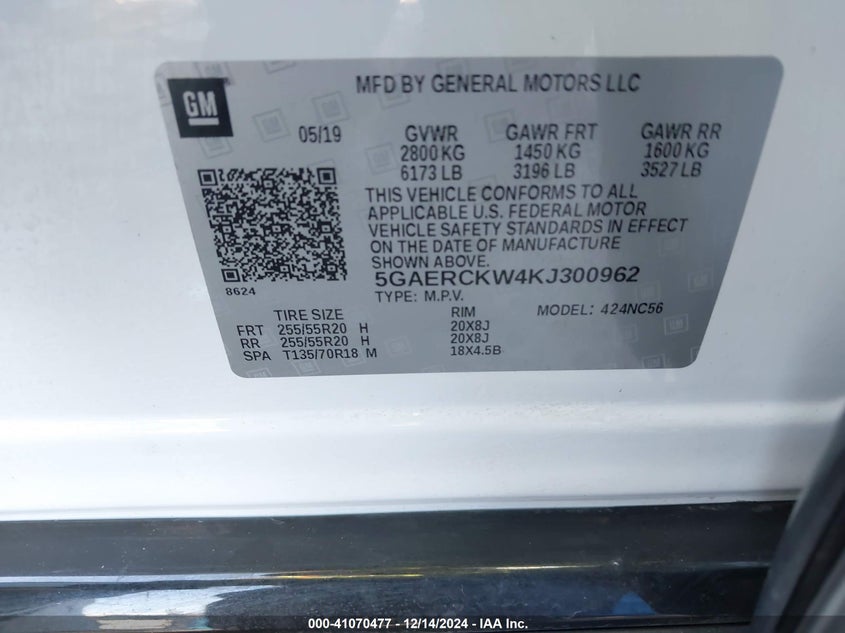 GM
MFD BY GENERAL MOTORS LLC
05/19 GVWR GAWR FRT GAWR RR
2800 KG 1450 KG 1600 KG
6173 LB 3196 LB 3527 LB
THIS VEHICLE CONFORMS TO ALL
APPLICABLE U.S. FEDERAL MOTOR
VEHICLE SAFETY STANDARDS IN EFFECT
ON THE DATE OF MANUFACTURE
SHOWN ABOVE.
8624
5GAERCKW4KJ300962
TYPE: M.P.V.
TIRE SIZE RIM MODEL: 424NC56
FRT 255/55R20 H 20X8J
RR 255/55R20 H 20X8J
SPA T135/70R18 M 18X4.5B
000-41070477 - 12/14/2024 - IAA Inc.